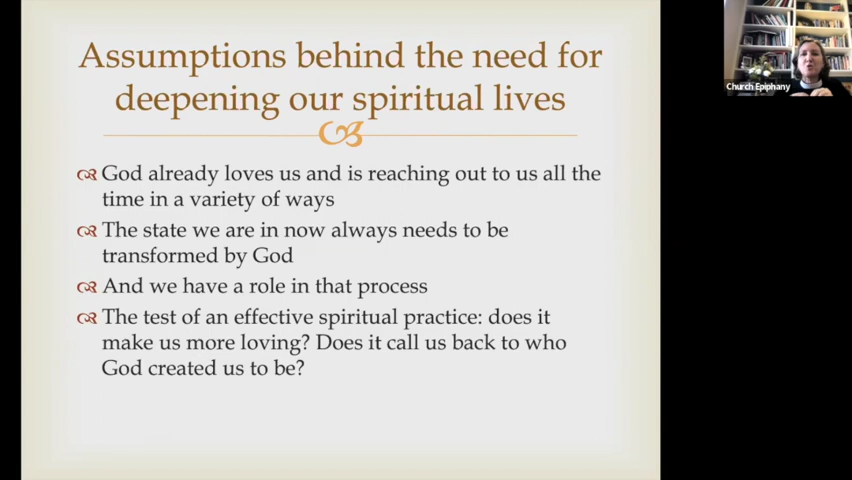 Assumptions behind the need for
deepening our spiritual lives
God already loves us and is reaching out to us all the
time in a variety of ways
The state we are in now always needs to be
transformed by God
And we have a role in that process
The test of an effective spiritual practice: does it
make us more loving? Does it call us back to who
God created us to be?
Church Epiphany